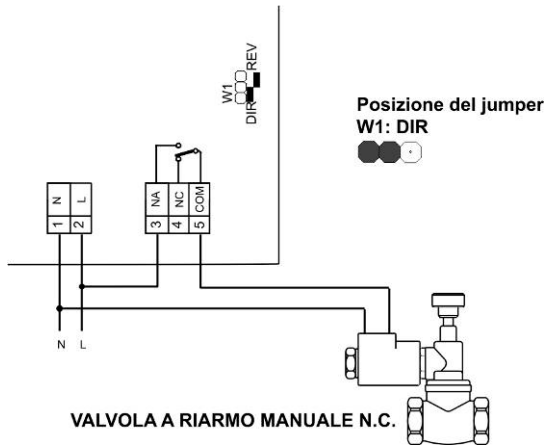 W1
DIR
REV
Posizione del jumper
W1: DIR
N
L
1
2
NA
NC
COM
3
4
5
N L
VALVOLA A RIARMO MANUALE N.C.